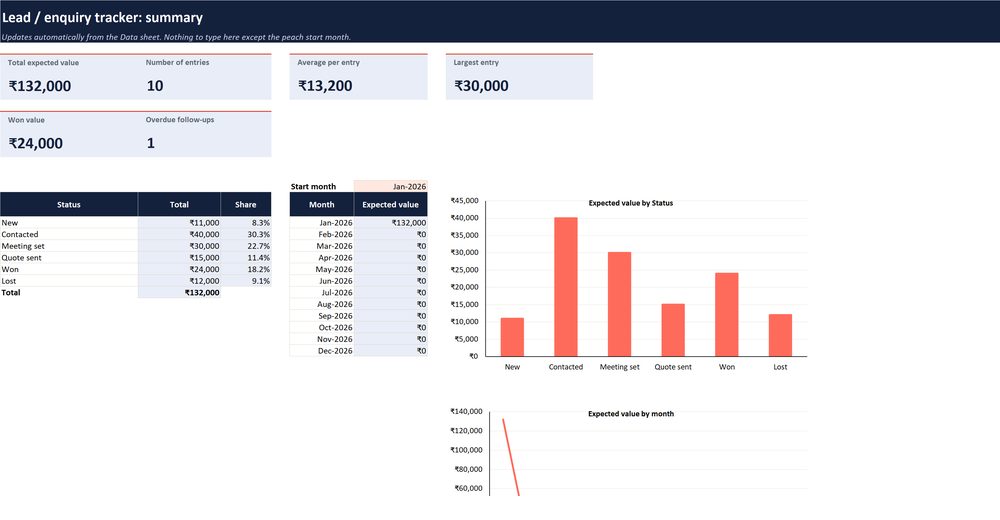 Lead / enquiry tracker: summary
Updates automatically from the Data sheet. Nothing to type here except the peach start month.
Total expected value Number of entries Average per entry Largest entry
₹132,000 10 ₹13,200 ₹30,000
Won value Overdue follow-ups
₹24,000 1
Start month Jan-2026
Status Total Share
New ₹11,000 8.3%
Contacted ₹40,000 30.3%
Meeting set ₹30,000 22.7%
Quote sent ₹15,000 11.4%
Won ₹24,000 18.2%
Lost ₹12,000 9.1%
Total ₹132,000
Month Expected value
Jan-2026 ₹132,000
Feb-2026 ₹0
Mar-2026 ₹0
Apr-2026 ₹0
May-2026 ₹0
Jun-2026 ₹0
Jul-2026 ₹0
Aug-2026 ₹0
Sep-2026 ₹0
Oct-2026 ₹0
Nov-2026 ₹0
Dec-2026 ₹0
Expected value by Status
₹45,000
₹40,000
₹35,000
₹30,000
₹25,000
₹20,000
₹15,000
₹10,000
₹5,000
₹0
New Contacted Meeting set Quote sent Won Lost
Expected value by month
₹140,000
₹120,000
₹100,000
₹80,000
₹60,000